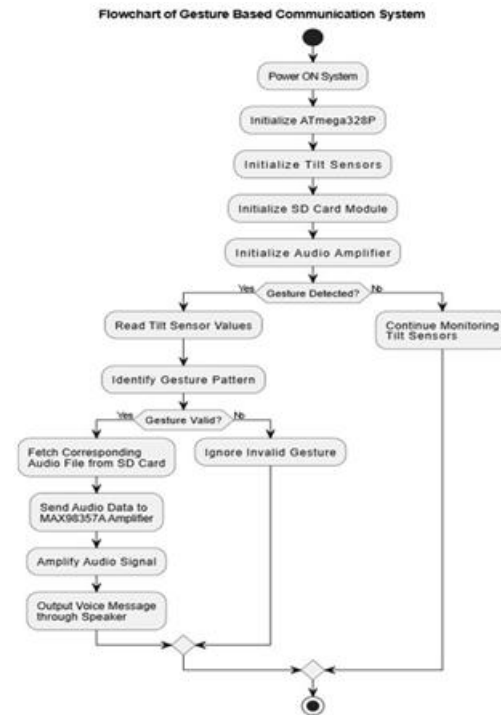 Flowchart of Gesture Based Communication System
Power ON System
Initialize ATmega328P
Initialize Tilt Sensors
Initialize SD Card Module
Initialize Audio Amplifier
Yes
Gesture Detected?
No
Read Tilt Sensor Values
Continue Monitoring
Tilt Sensors
Identify Gesture Pattern
Yes
Gesture Valid?
No
Fetch Corresponding
Audio File from SD Card
Ignore Invalid Gesture
Send Audio Data to
MAX98357A Amplifier
Amplify Audio Signal
Output Voice Message
through Speaker